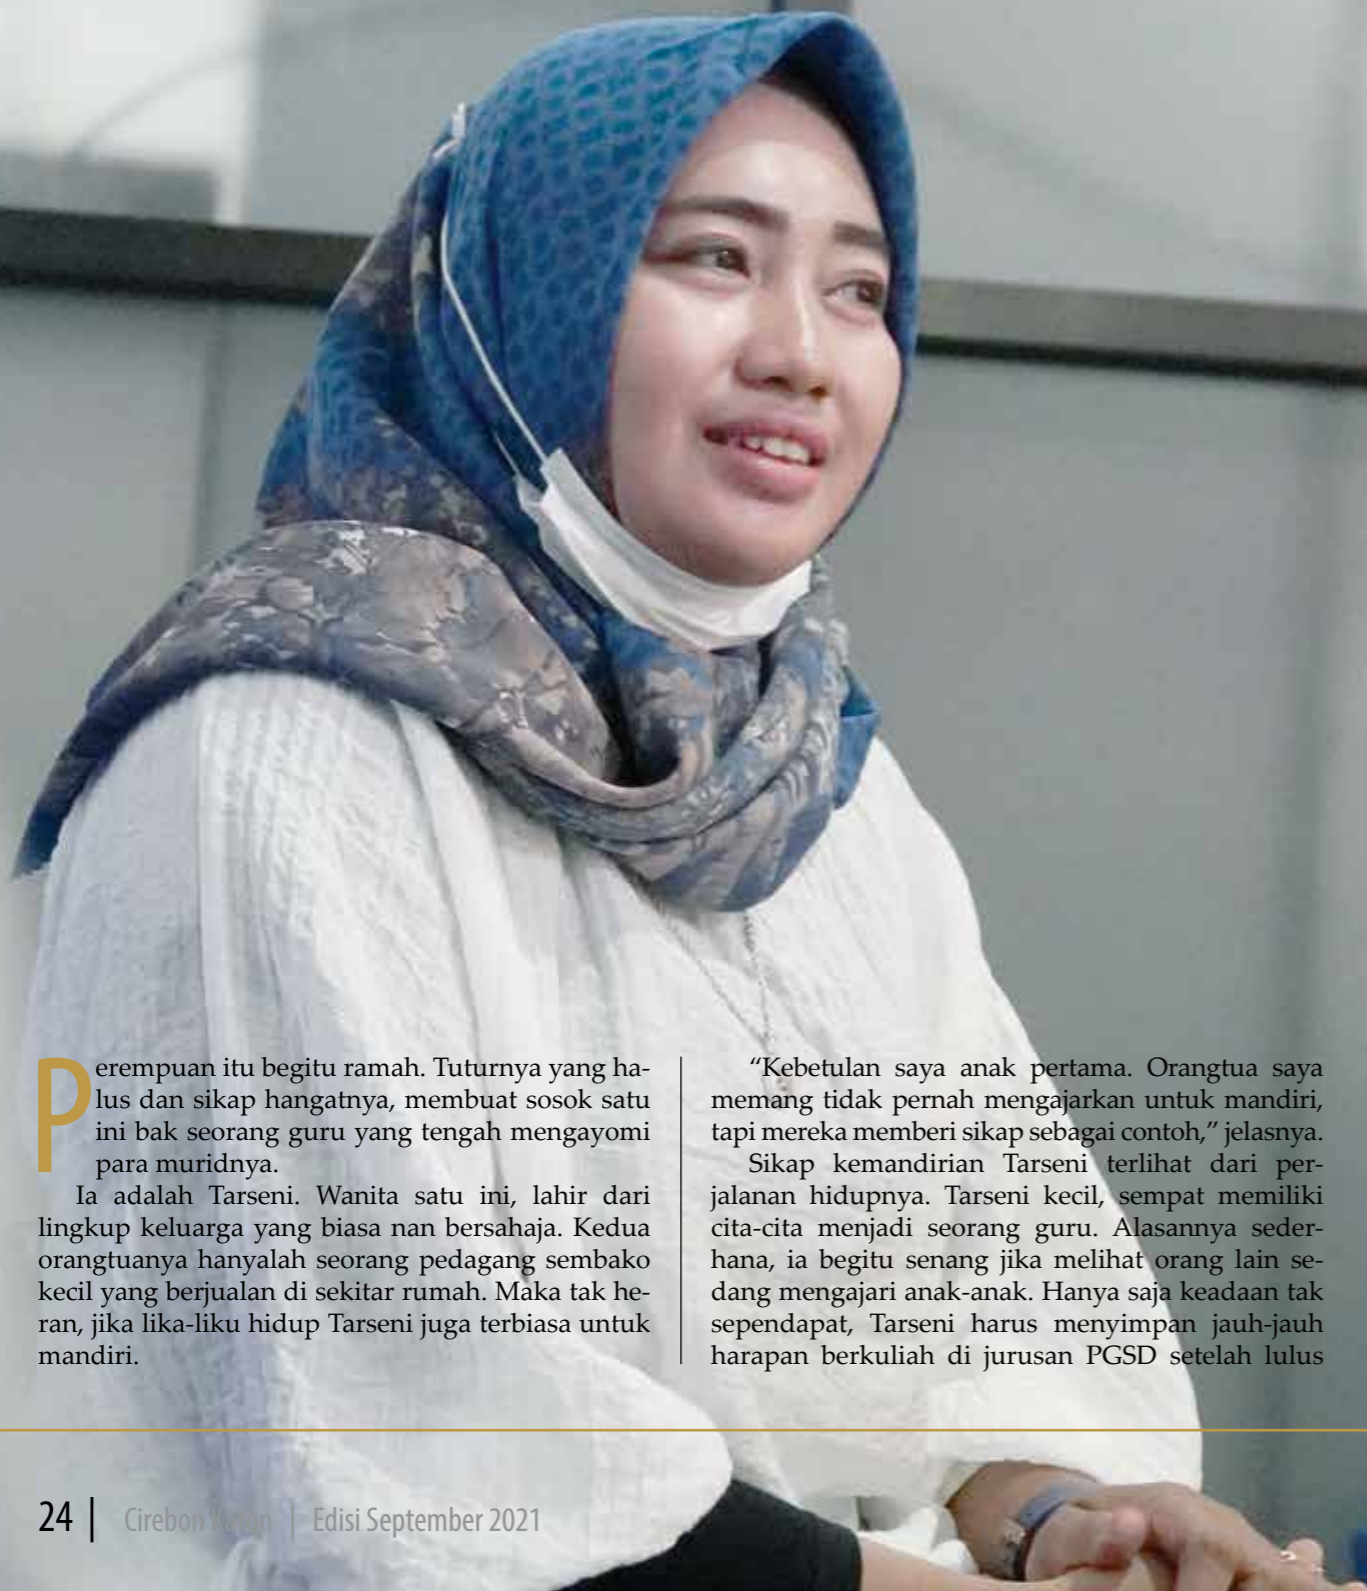 Perempuan itu begitu ramah. Tuturnya yang ha-
lus dan sikap hangatnya, membuat sosok satu
ini bak seorang guru yang tengah mengayomi
para muridnya.
Ia adalah Tarseni. Wanita satu ini, lahir dari
lingkup keluarga yang biasa nan bersahaja. Kedua
orangtuanya hanyalah seorang pedagang sembako
kecil yang berjualan di sekitar rumah. Maka tak he-
ran, jika lika-liku hidup Tarseni juga terbiasa untuk
mandiri.
“Kebetulan saya anak pertama. Orangtua saya
memang tidak pernah mengajarkan untuk mandiri,
tapi mereka memberi sikap sebagai contoh,” jelasnya.
Sikap kemandirian Tarseni terlihat dari per-
jalanan hidupnya. Tarseni kecil, sempat memiliki
cita-cita menjadi seorang guru. Alasannya seder-
hana, ia begitu senang jika melihat orang lain se-
dang mengajari anak-anak. Hanya saja keadaan tak
sependapat, Tarseni harus menyimpan jauh-jauh
harapan berkuliah di jurusan PGSD setelah lulus
24 | Cirebon | Edisi September 2021